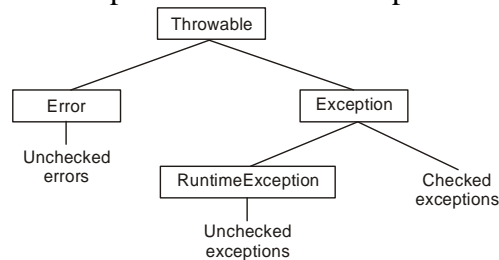 Throwable
Error
Exception
Unchecked
errors
RuntimeException
Checked
exceptions
Unchecked
exceptions